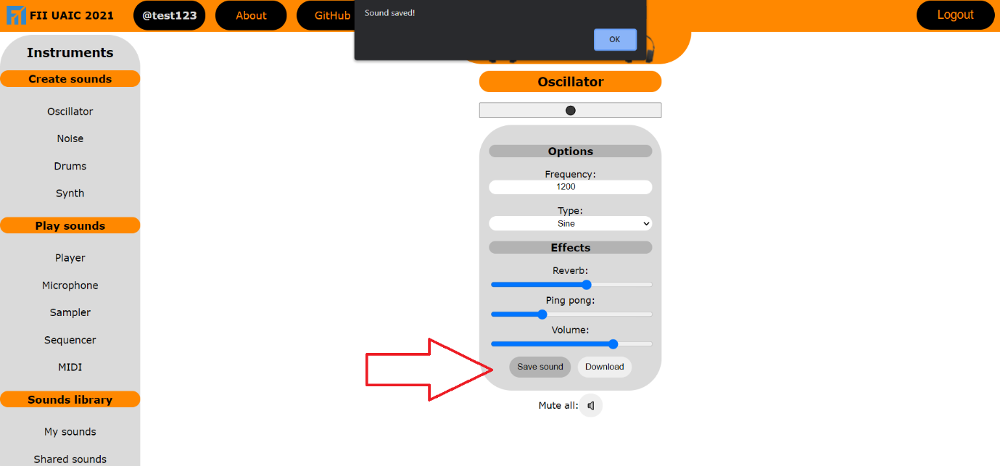 FII UAIC 2021
@test123
About
GitHub
Sound saved!
OK
Logout
Instruments
Create sounds
Oscillator
Noise
Drums
Synth
Play sounds
Player
Microphone
Sampler
Sequencer
MIDI
Sounds library
My sounds
Shared sounds
Oscillator
Options
Frequency:
1200
Type:
Sine
Effects
Reverb:
Ping pong:
Volume:
Save sound
Download
Mute all: